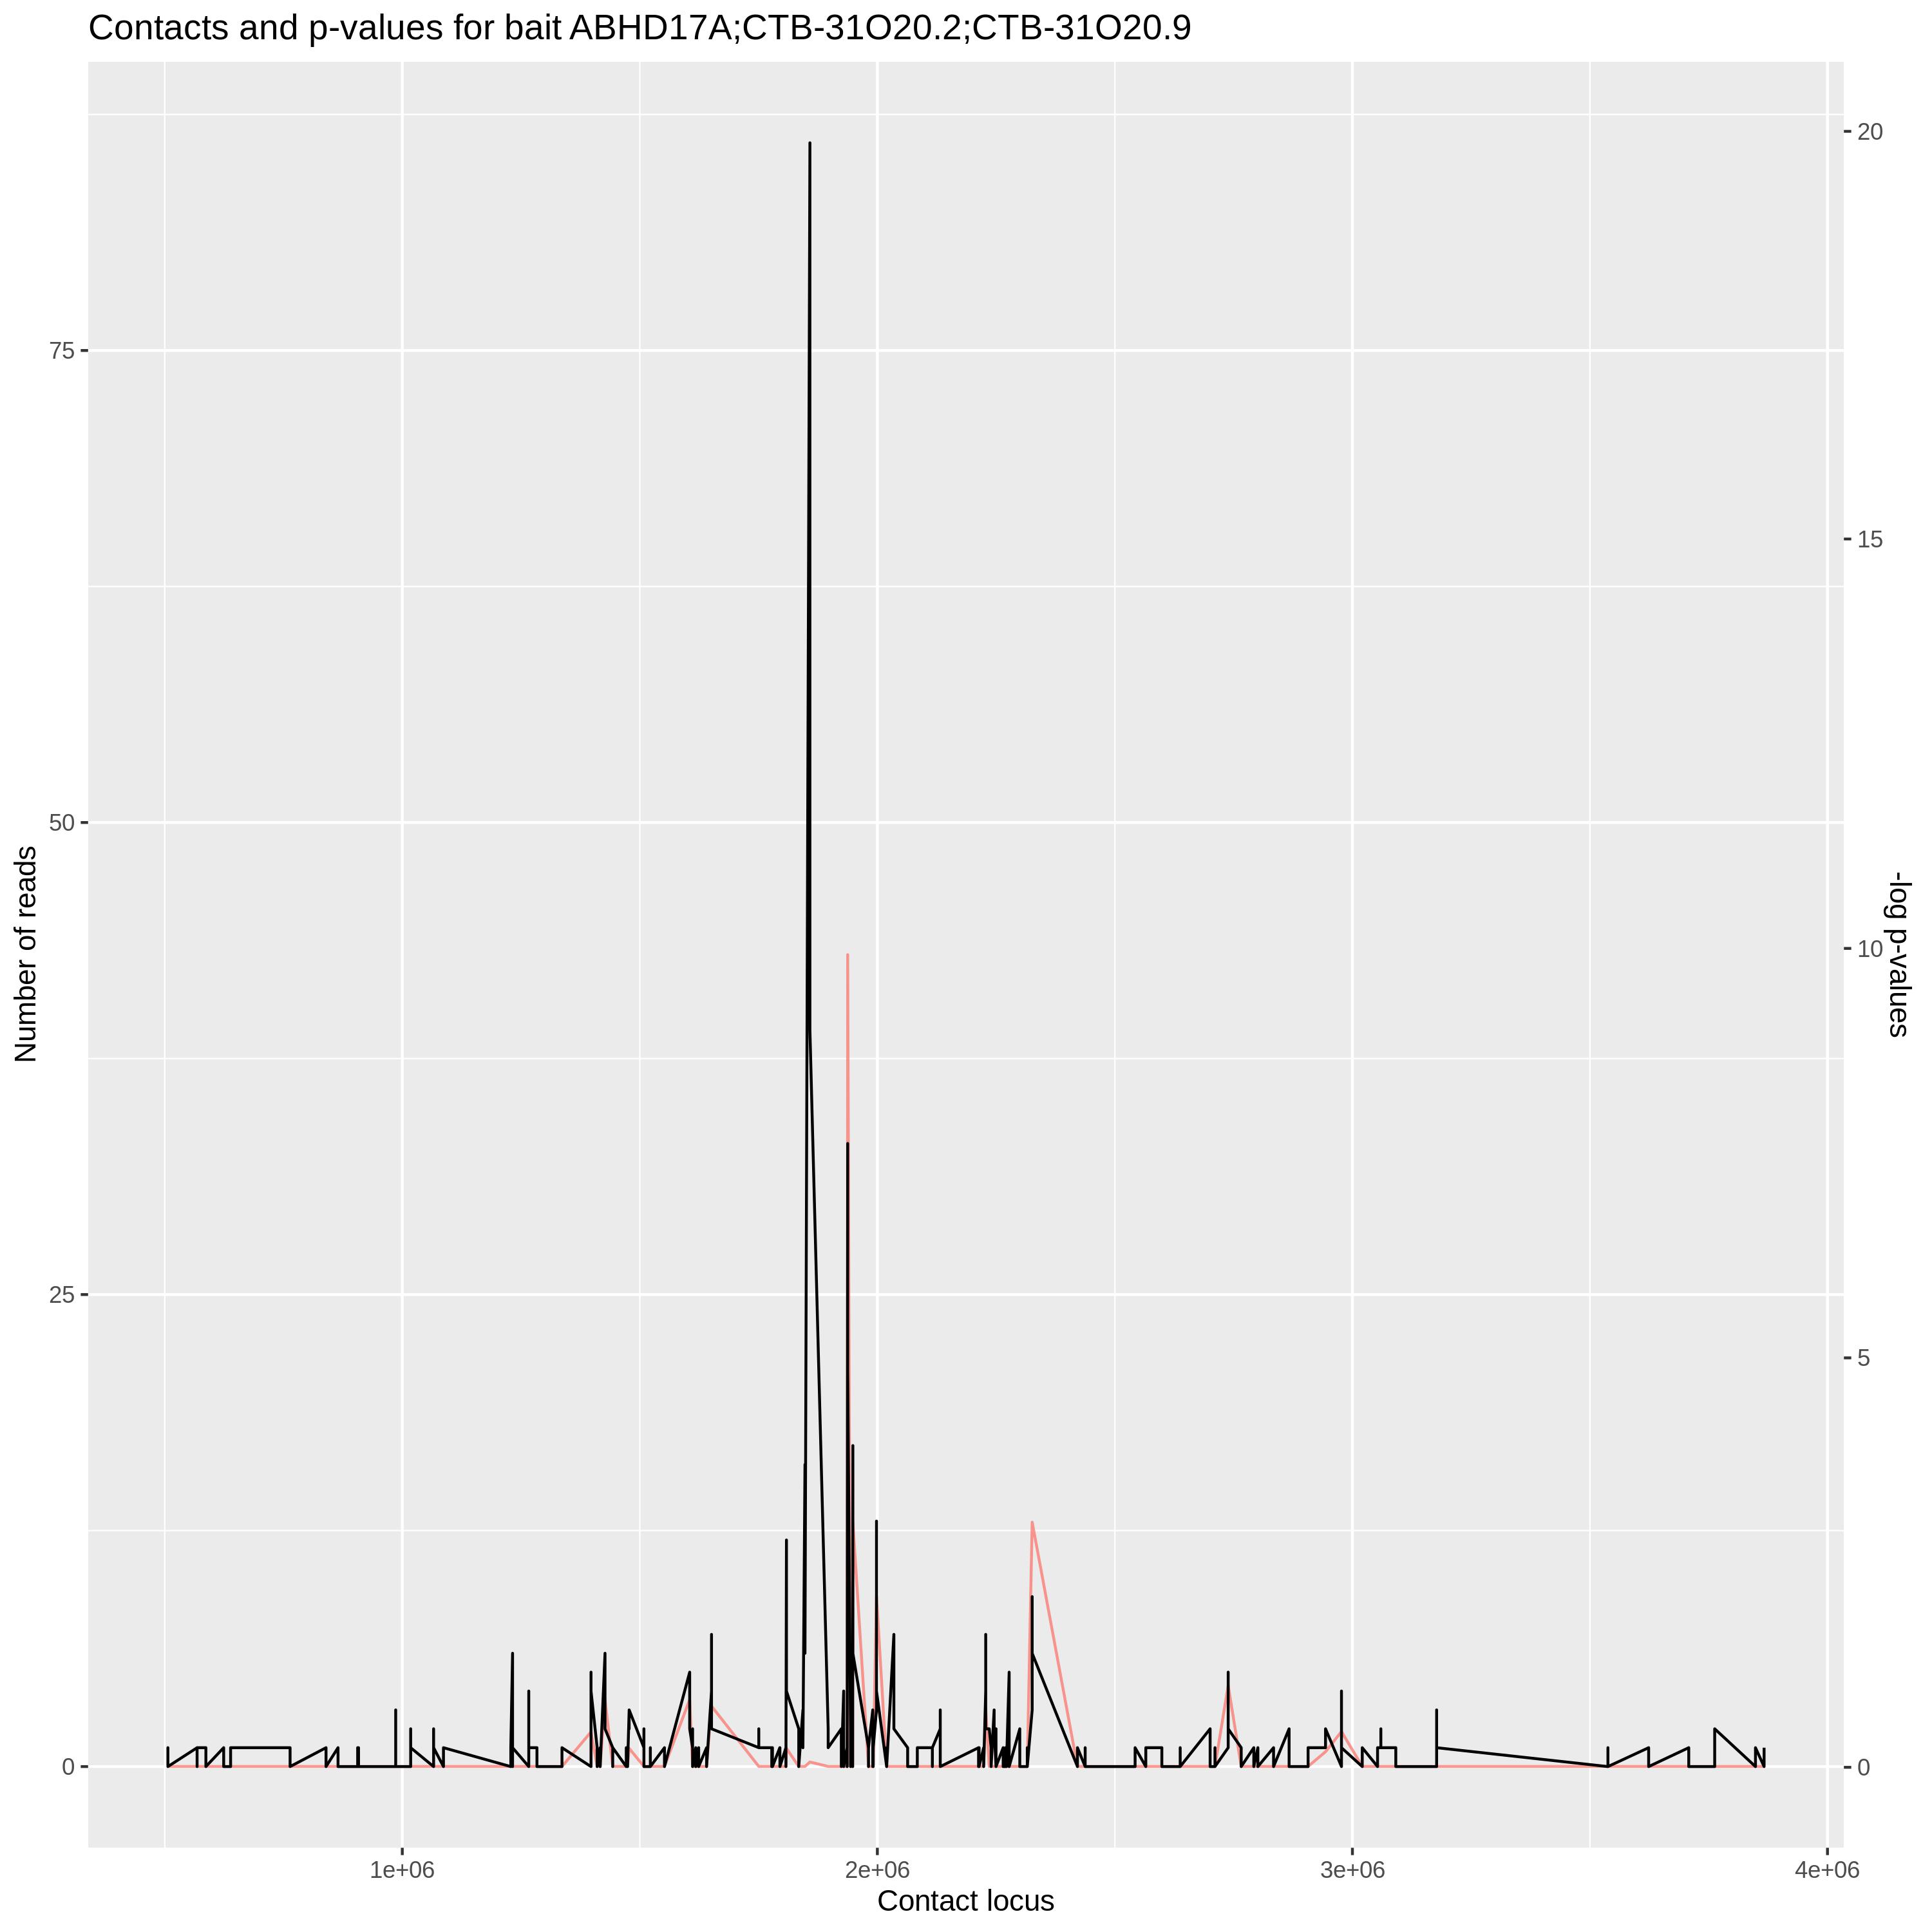 Contacts and p-values for bait ABHD17A;CTB-31O20.2;CTB-31O20.9
20
75
15
50
Number of reads
10
-log p-values
25
5
0
0
1e+06
2e+06
3e+06
4e+06
Contact locus